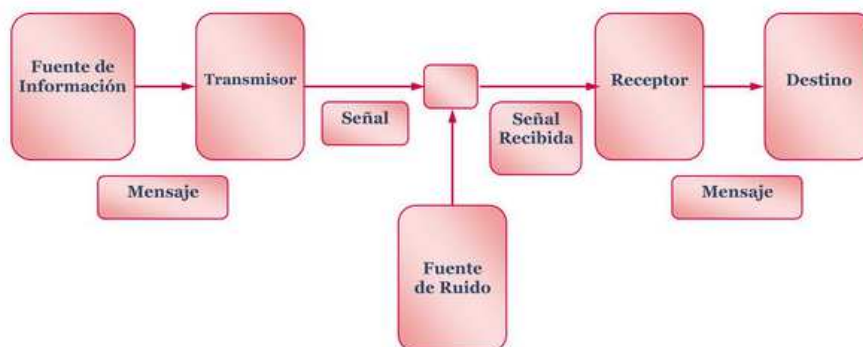 Fuente de
Información
Transmisor
Señal
Señal
Recibida
Receptor
Destino
Mensaje
Mensaje
Fuente
de Ruido